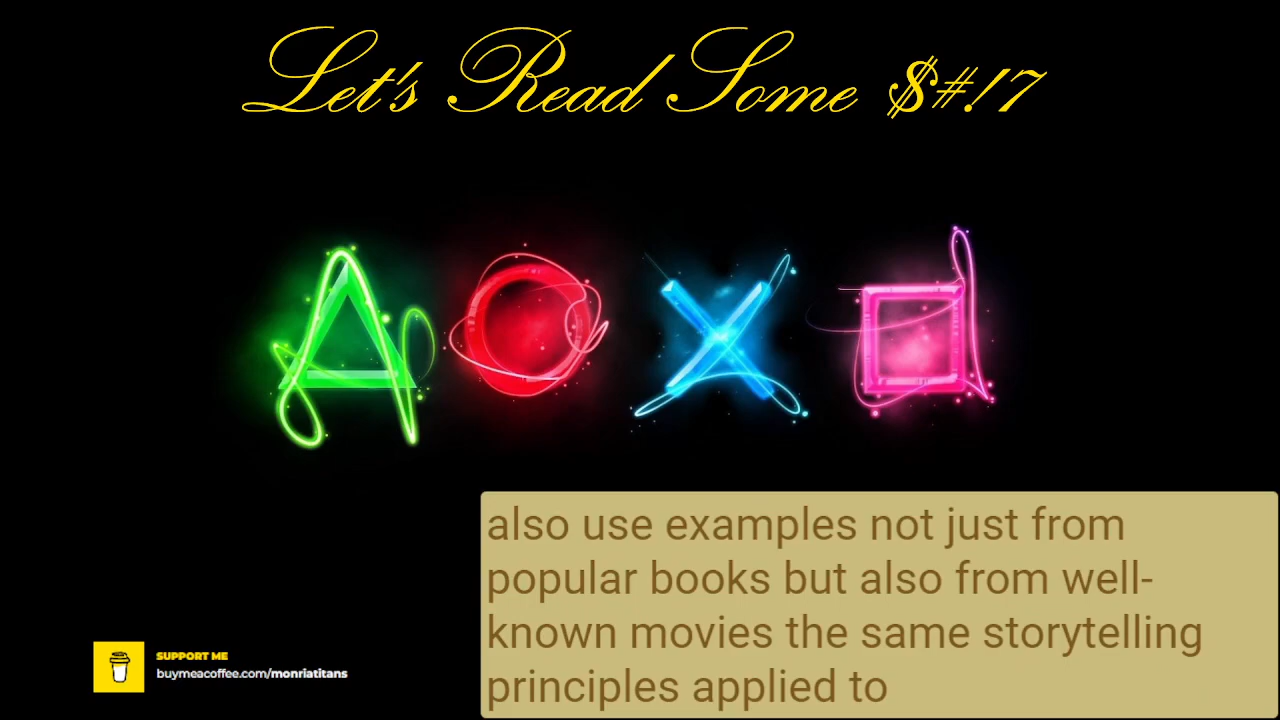 Let's Read Some $#!7
also use examples not just from
popular books but also from well-
known movies the same storytelling
principles applied to
SUPPORT ME
buymeacoffee.com/monriatitans